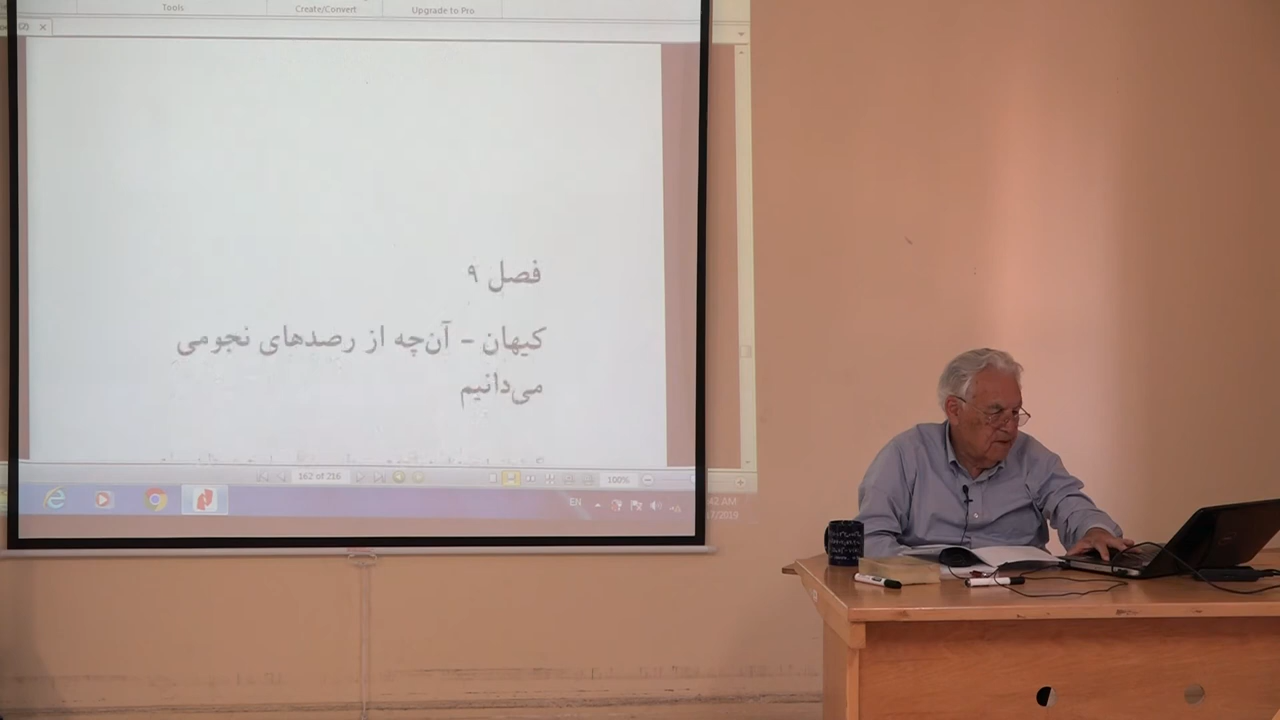 Tools
Create/Convert
Upgrade to Pro
فصل ۹
کیهان - آن‌چه از رصدهای نجومی
می‌دانیم
162 of 216
100%
EN